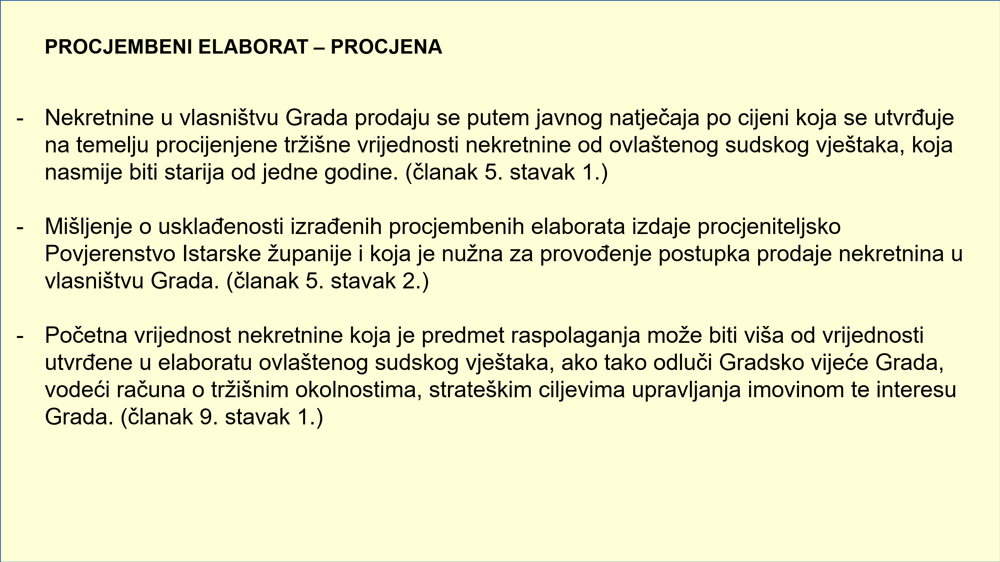 PROCJEMBENI ELABORAT – PROCJENA
- Nekretnine u vlasništvu Grada prodaju se putem javnog natječaja po cijeni koja se utvrđuje
na temelju procijenjene tržišne vrijednosti nekretnine od ovlaštenog sudskog vještaka, koja
nasmije biti starija od jedne godine. (članak 5. stavak 1.)
- Mišljenje o usklađenosti izrađenih procjembenih elaborata izdaje procjeniteljsko
Povjerenstvo Istarske županije i koja je nužna za provođenje postupka prodaje nekretnina u
vlasništvu Grada. (članak 5. stavak 2.)
- Početna vrijednost nekretnine koja je predmet raspolaganja može biti viša od vrijednosti
utvrđene u elaboratu ovlaštenog sudskog vještaka, ako tako odluči Gradsko vijeće Grada,
vodeći računa o tržišnim okolnostima, strateškim ciljevima upravljanja imovinom te interesu
Grada. (članak 9. stavak 1.)